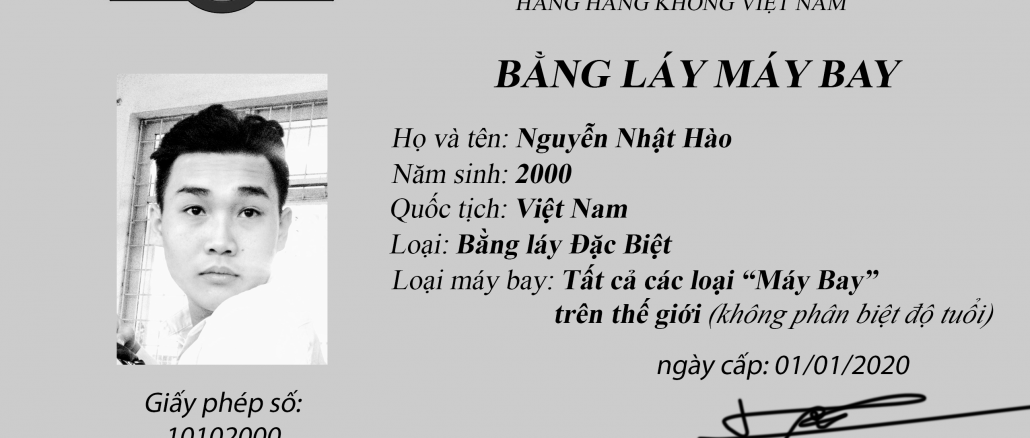 HÃNG HÀNG KHÔNG VIỆT NAM
BẰNG LÁY MÁY BAY
Họ và tên: Nguyễn Nhật Hào
Năm sinh: 2000
Quốc tịch: Việt Nam
Loại: Bằng láy Đặc Biệt
Loại máy bay: Tất cả các loại “Máy Bay”
trên thế giới (không phân biệt độ tuổi)
ngày cấp: 01/01/2020
Giấy phép số:
10102000